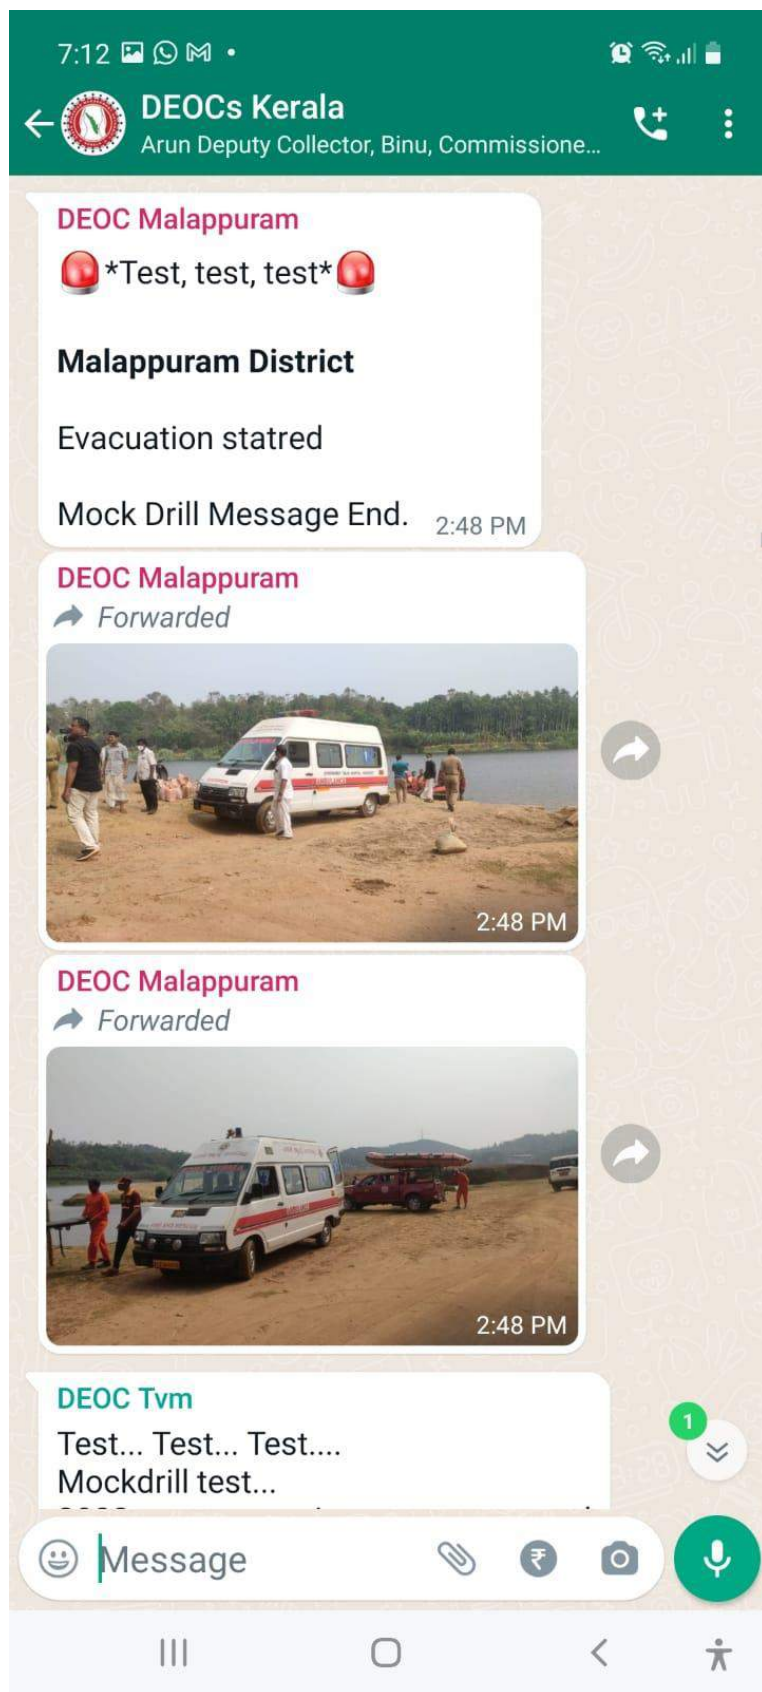 7:12
DEOCs Kerala
Arun Deputy Collector, Binu, Commissione...
DEOC Malappuram
*Test, test, test*
Malappuram District
Evacuation statred
Mock Drill Message End.
2:48 PM
DEOC Malappuram
Forwarded
2:48 PM
DEOC Malappuram
Forwarded
2:48 PM
DEOC Tvm
Test... Test... Test....
Mockdrill test...
1
Message